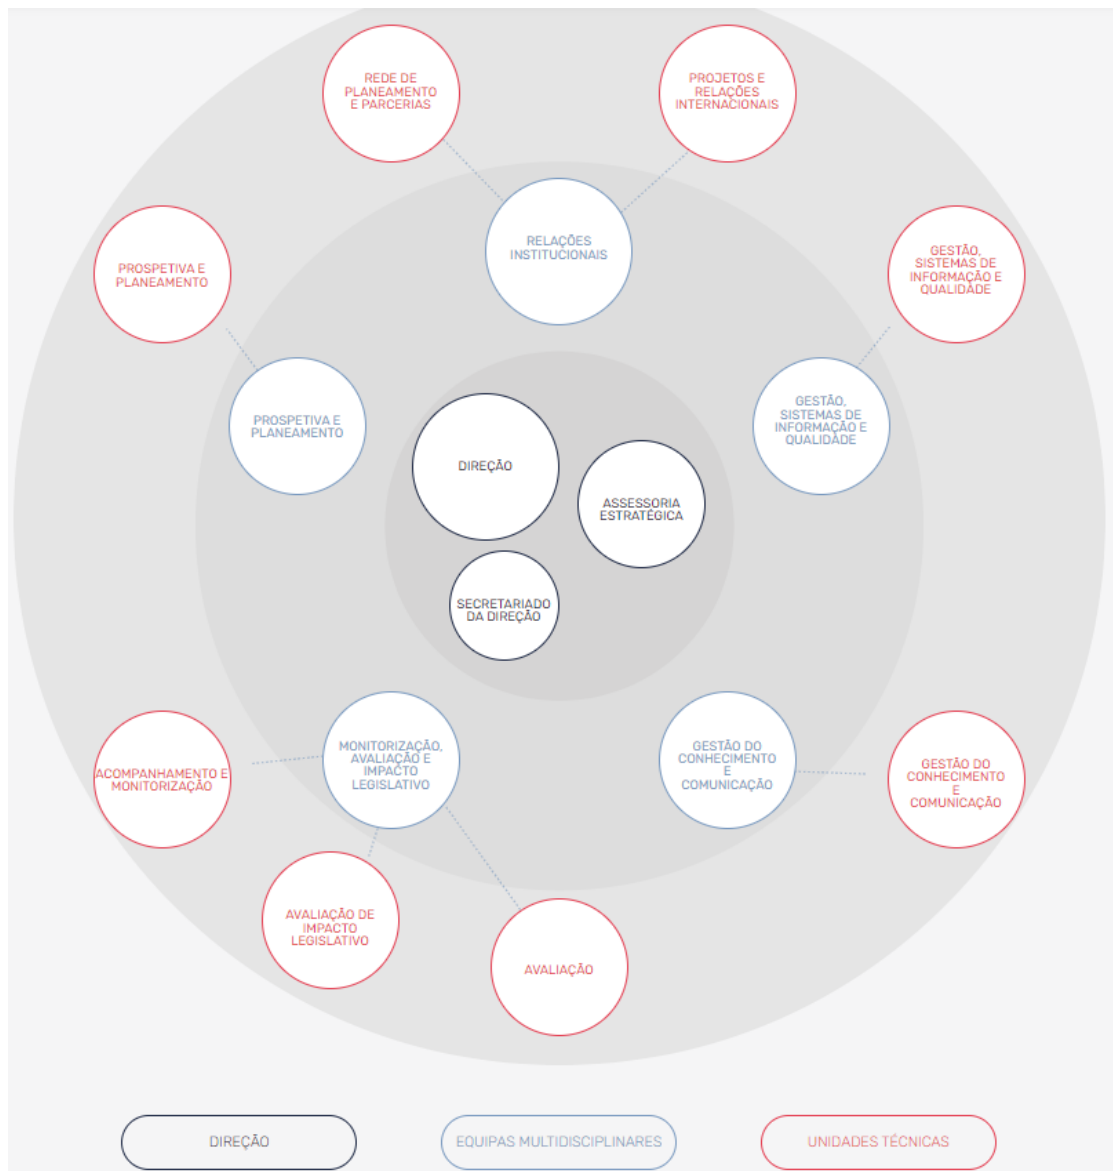 REDE DE
PLANEAMENTO
E PARCERIAS
PROJETOS E
RELAÇÕES
INTERNACIONAIS
RELAÇÕES
INSTITUCIONAIS
PROSPETIVA E
PLANEAMENTO
GESTÃO,
SISTEMAS DE
INFORMAÇÃO E
QUALIDADE
PROSPETIVA E
PLANEAMENTO
GESTÃO,
SISTEMAS DE
INFORMAÇÃO E
QUALIDADE
DIREÇÃO
ASSESSORIA
ESTRATÉGICA
SECRETARIADO
DA DIREÇÃO
ACOMPANHAMENTO E
MONITORIZAÇÃO
MONITORIZAÇÃO,
AVALIAÇÃO E
IMPACTO
LEGISLATIVO
GESTÃO DO
CONHECIMENTO
E
COMUNICAÇÃO
GESTÃO DO
CONHECIMENTO
E
COMUNICAÇÃO
AVALIAÇÃO DE
IMPACTO
LEGISLATIVO
AVALIAÇÃO
DIREÇÃO
EQUIPAS MULTIDISCIPLINARES
UNIDADES TÉCNICAS